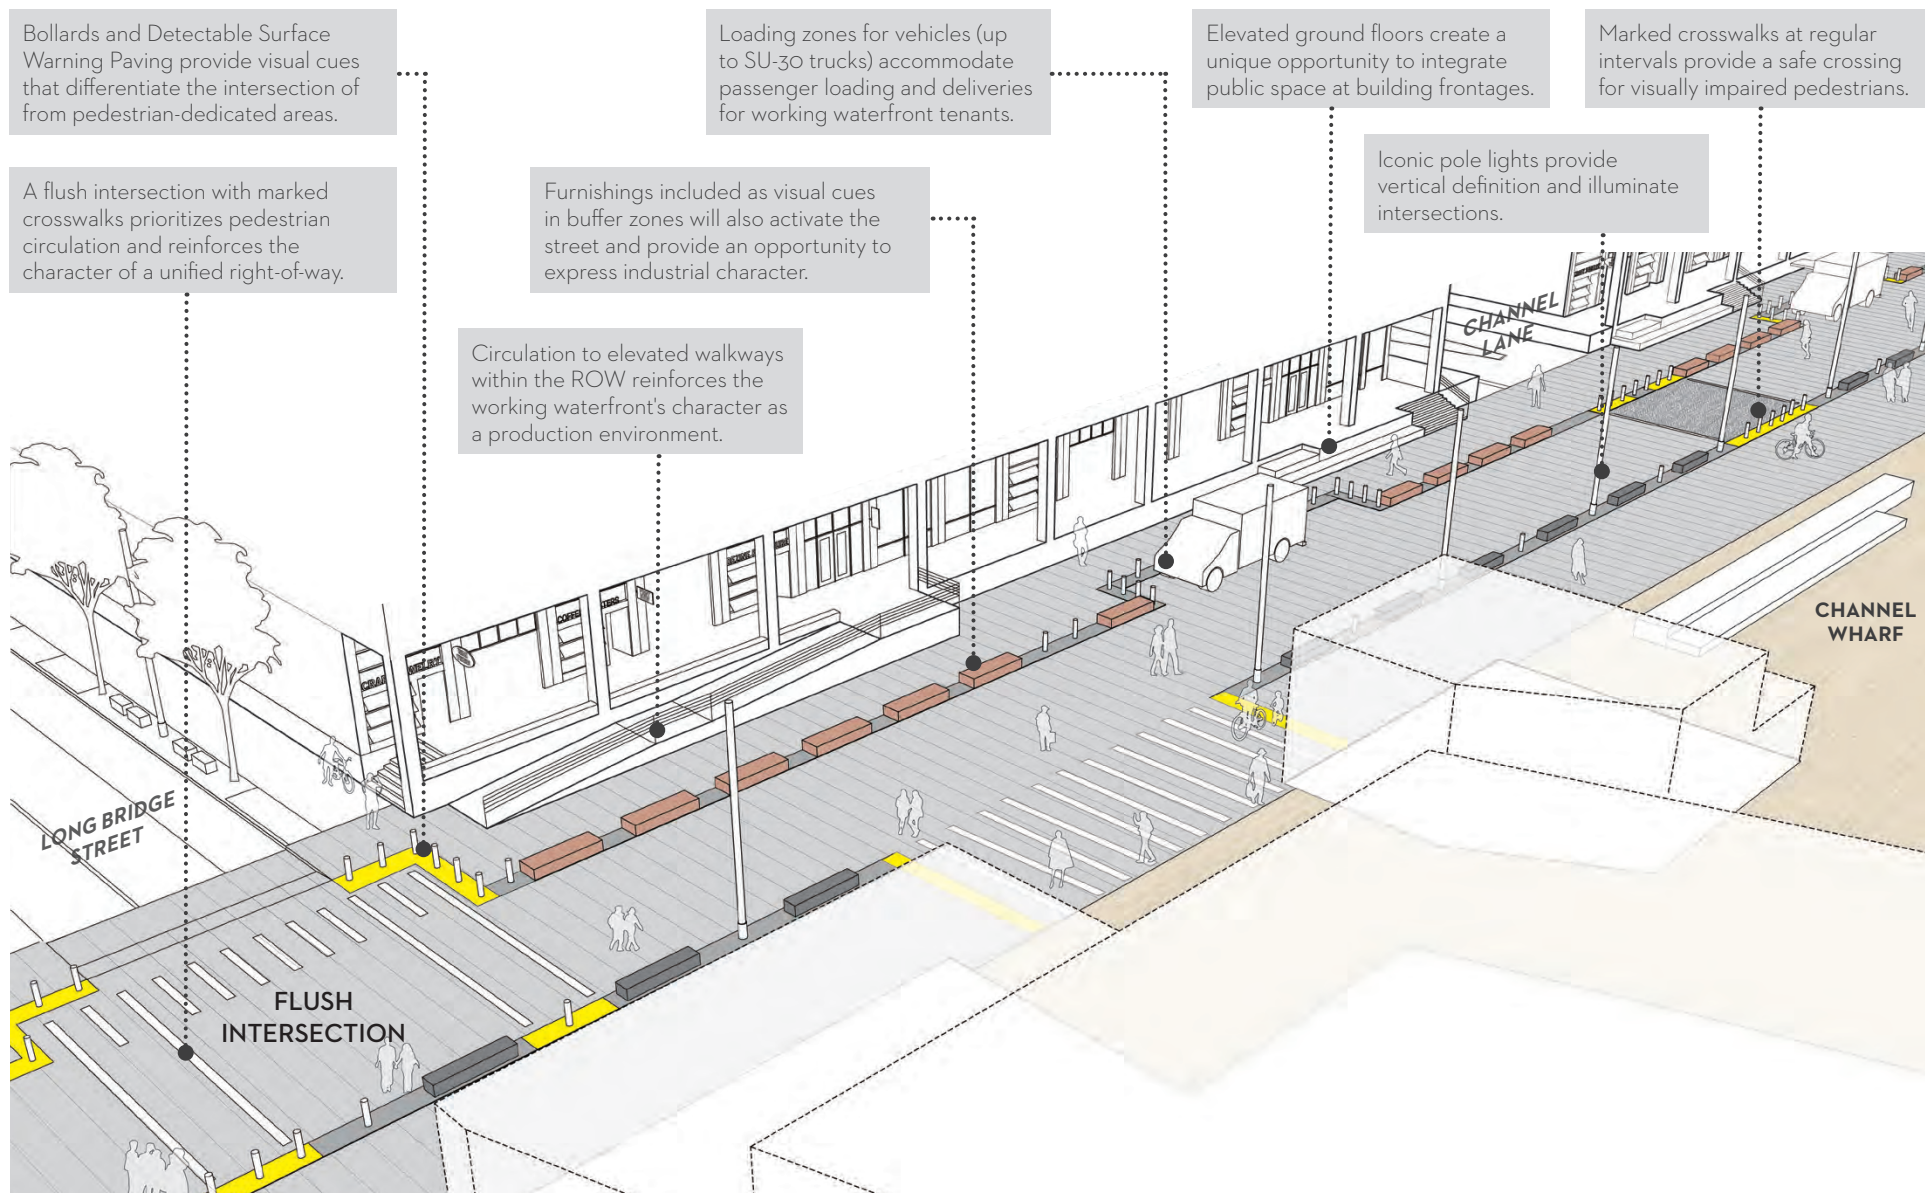 Bollards and Detectable Surface
Warning Paving provide visual cues
that differentiate the intersection of
from pedestrian-dedicated areas.
Loading zones for vehicles (up
to SU-30 trucks) accommodate
passenger loading and deliveries
for working waterfront tenants.
Elevated ground floors create a
unique opportunity to integrate
public space at building frontages.
Marked crosswalks at regular
intervals provide a safe crossing
for visually impaired pedestrians.
Iconic pole lights provide
vertical definition and illuminate
intersections.
A flush intersection with marked
crosswalks prioritizes pedestrian
circulation and reinforces the
character of a unified right-of-way.
Furnishings included as visual cues
in buffer zones will also activate the
street and provide an opportunity to
express industrial character.
Circulation to elevated walkways
within the ROW reinforces the
working waterfront's character as
a production environment.
CHANNEL
LANE
CHANNEL
WHARF
LONG BRIDGE
STREET
FLUSH
INTERSECTION